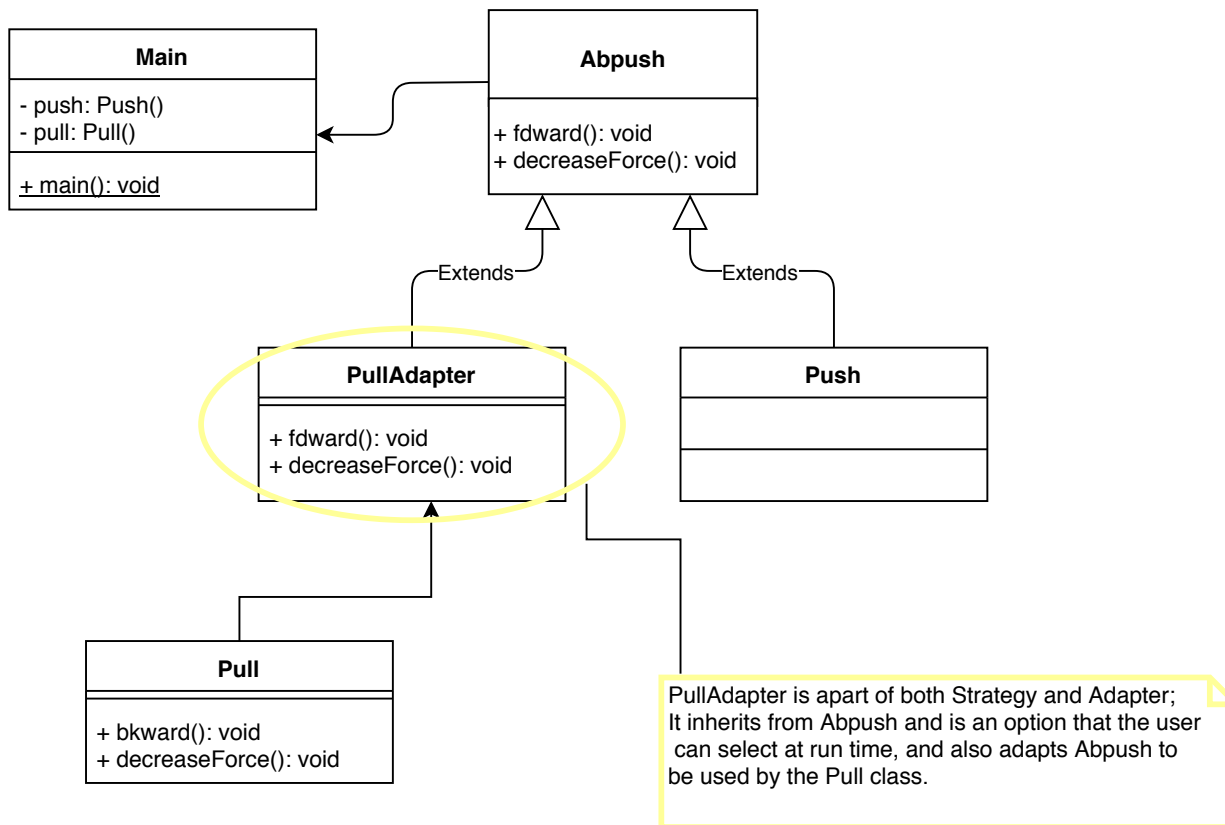 Main
- push: Push()
- pull: Pull()
+ main(): void
Abpush
+ fdward(): void
+ decreaseForce(): void
Extends
Extends
PullAdapter
+ fdward(): void
+ decreaseForce(): void
Push
Pull
+ bkward(): void
+ decreaseForce(): void
PullAdapter is apart of both Strategy and Adapter;
It inherits from Abpush and is an option that the user
can select at run time, and also adapts Abpush to
be used by the Pull class.